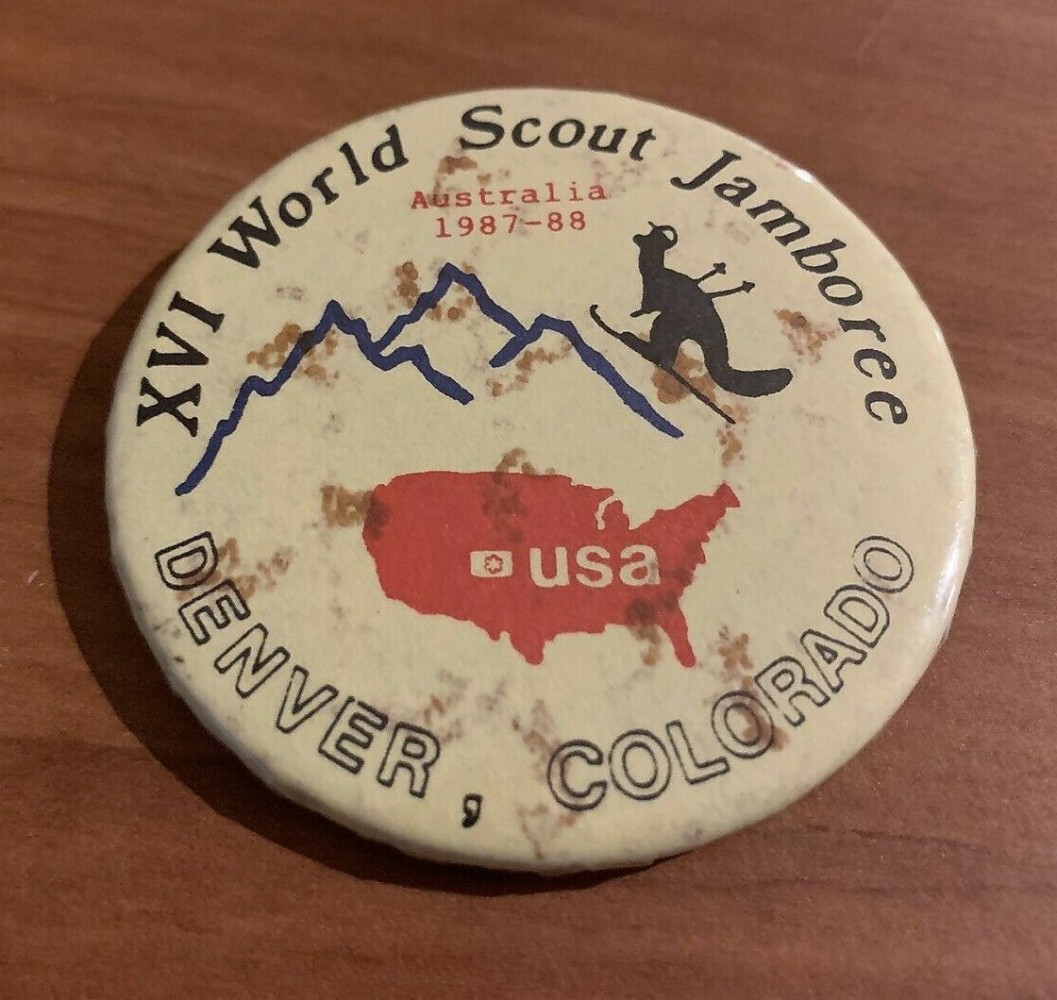 XVI World Scout Jamboree
Australia
1987-88
usa
DENVER, COLORADO